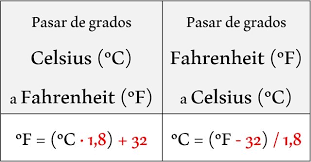 Pasar de grados
Celsius (ºC)
a Fahrenheit (ºF)
ºF = (ºC · 1,8) + 32
Pasar de grados
Fahrenheit (ºF)
a Celsius (ºC)
ºC = (ºF - 32) / 1,8